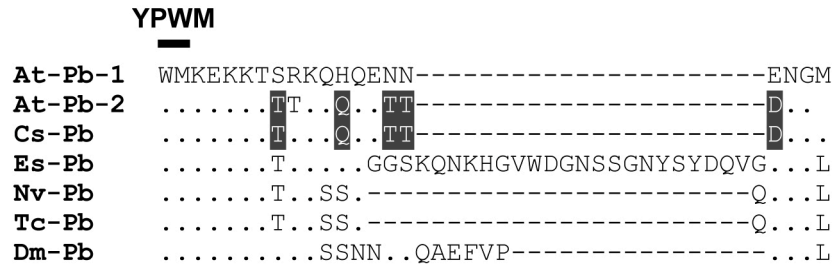 YPWM
At-Pb-1 WMKEKKTSRKQHQENN----------------------ENGM
At-Pb-2 .......TT..Q..TT----------------------D..
Cs-Pb .......T...Q..TT----------------------D...
Es-Pb .......T.....GGSKQNKHGVWDGNSSGNYSYDQVG...L
Nv-Pb .......T..SS.------------------------Q...L
Tc-Pb .......T..SS.------------------------Q...L
Dm-Pb ..........SSNN..QAEFVP----------------...L